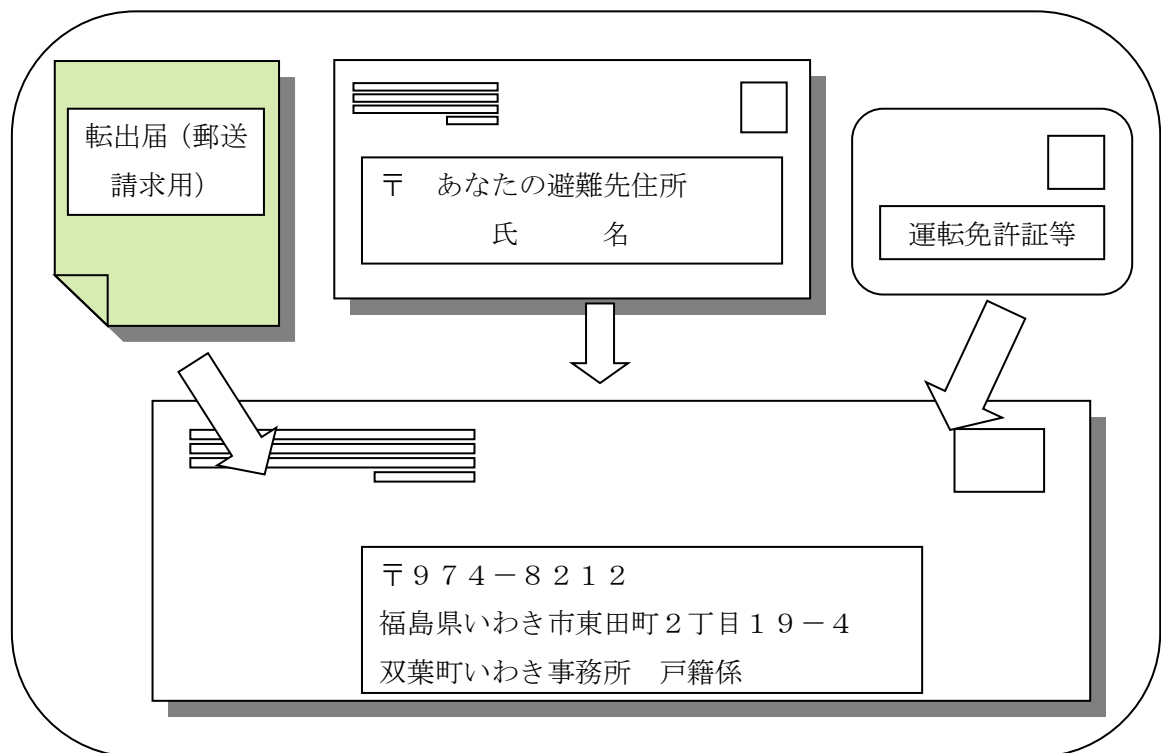 転出届（郵送
請求用）
〒　あなたの避難先住所
氏　　　名
運転免許証等
〒９７４－８２１２
福島県いわき市東田町２丁目１９－４
双葉町いわき事務所　戸籍係